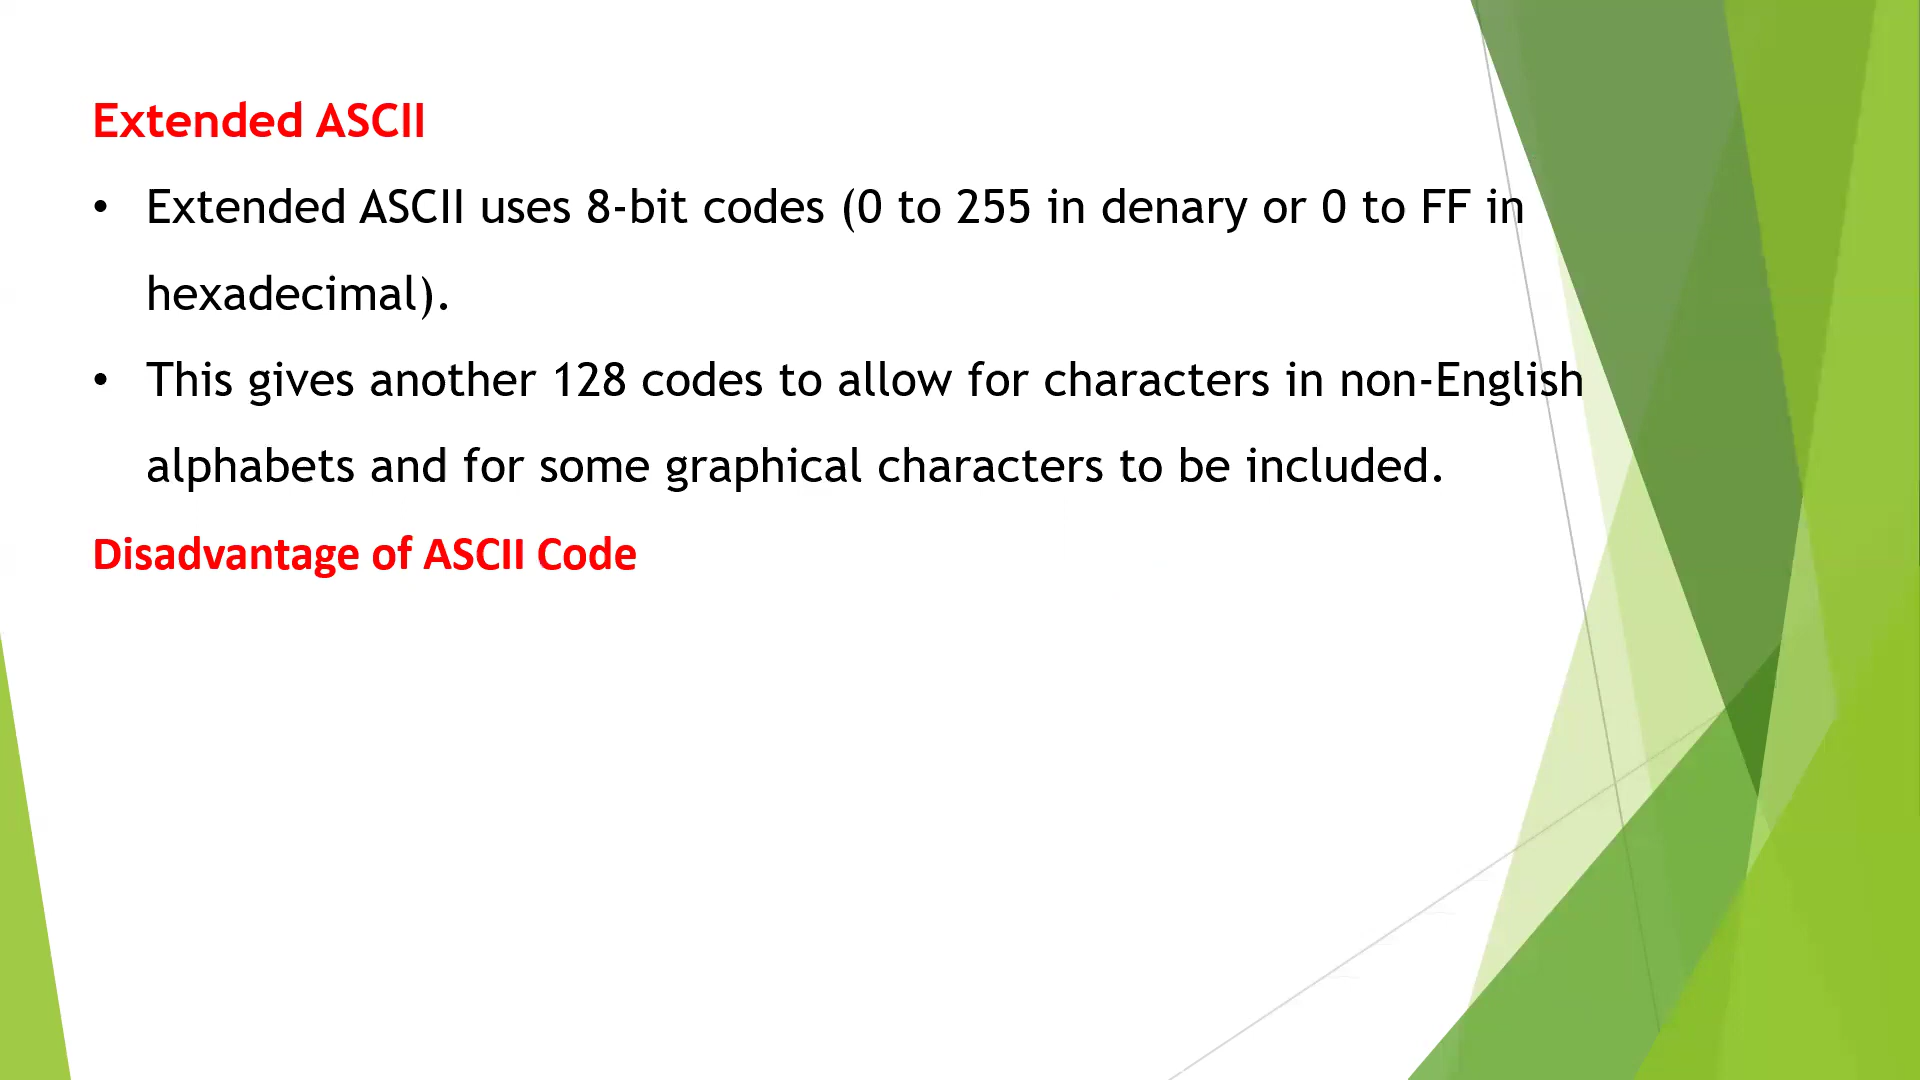 Extended ASCII
• Extended ASCII uses 8-bit codes (0 to 255 in denary or 0 to FF in
hexadecimal).
• This gives another 128 codes to allow for characters in non-English
alphabets and for some graphical characters to be included.
Disadvantage of ASCII Code